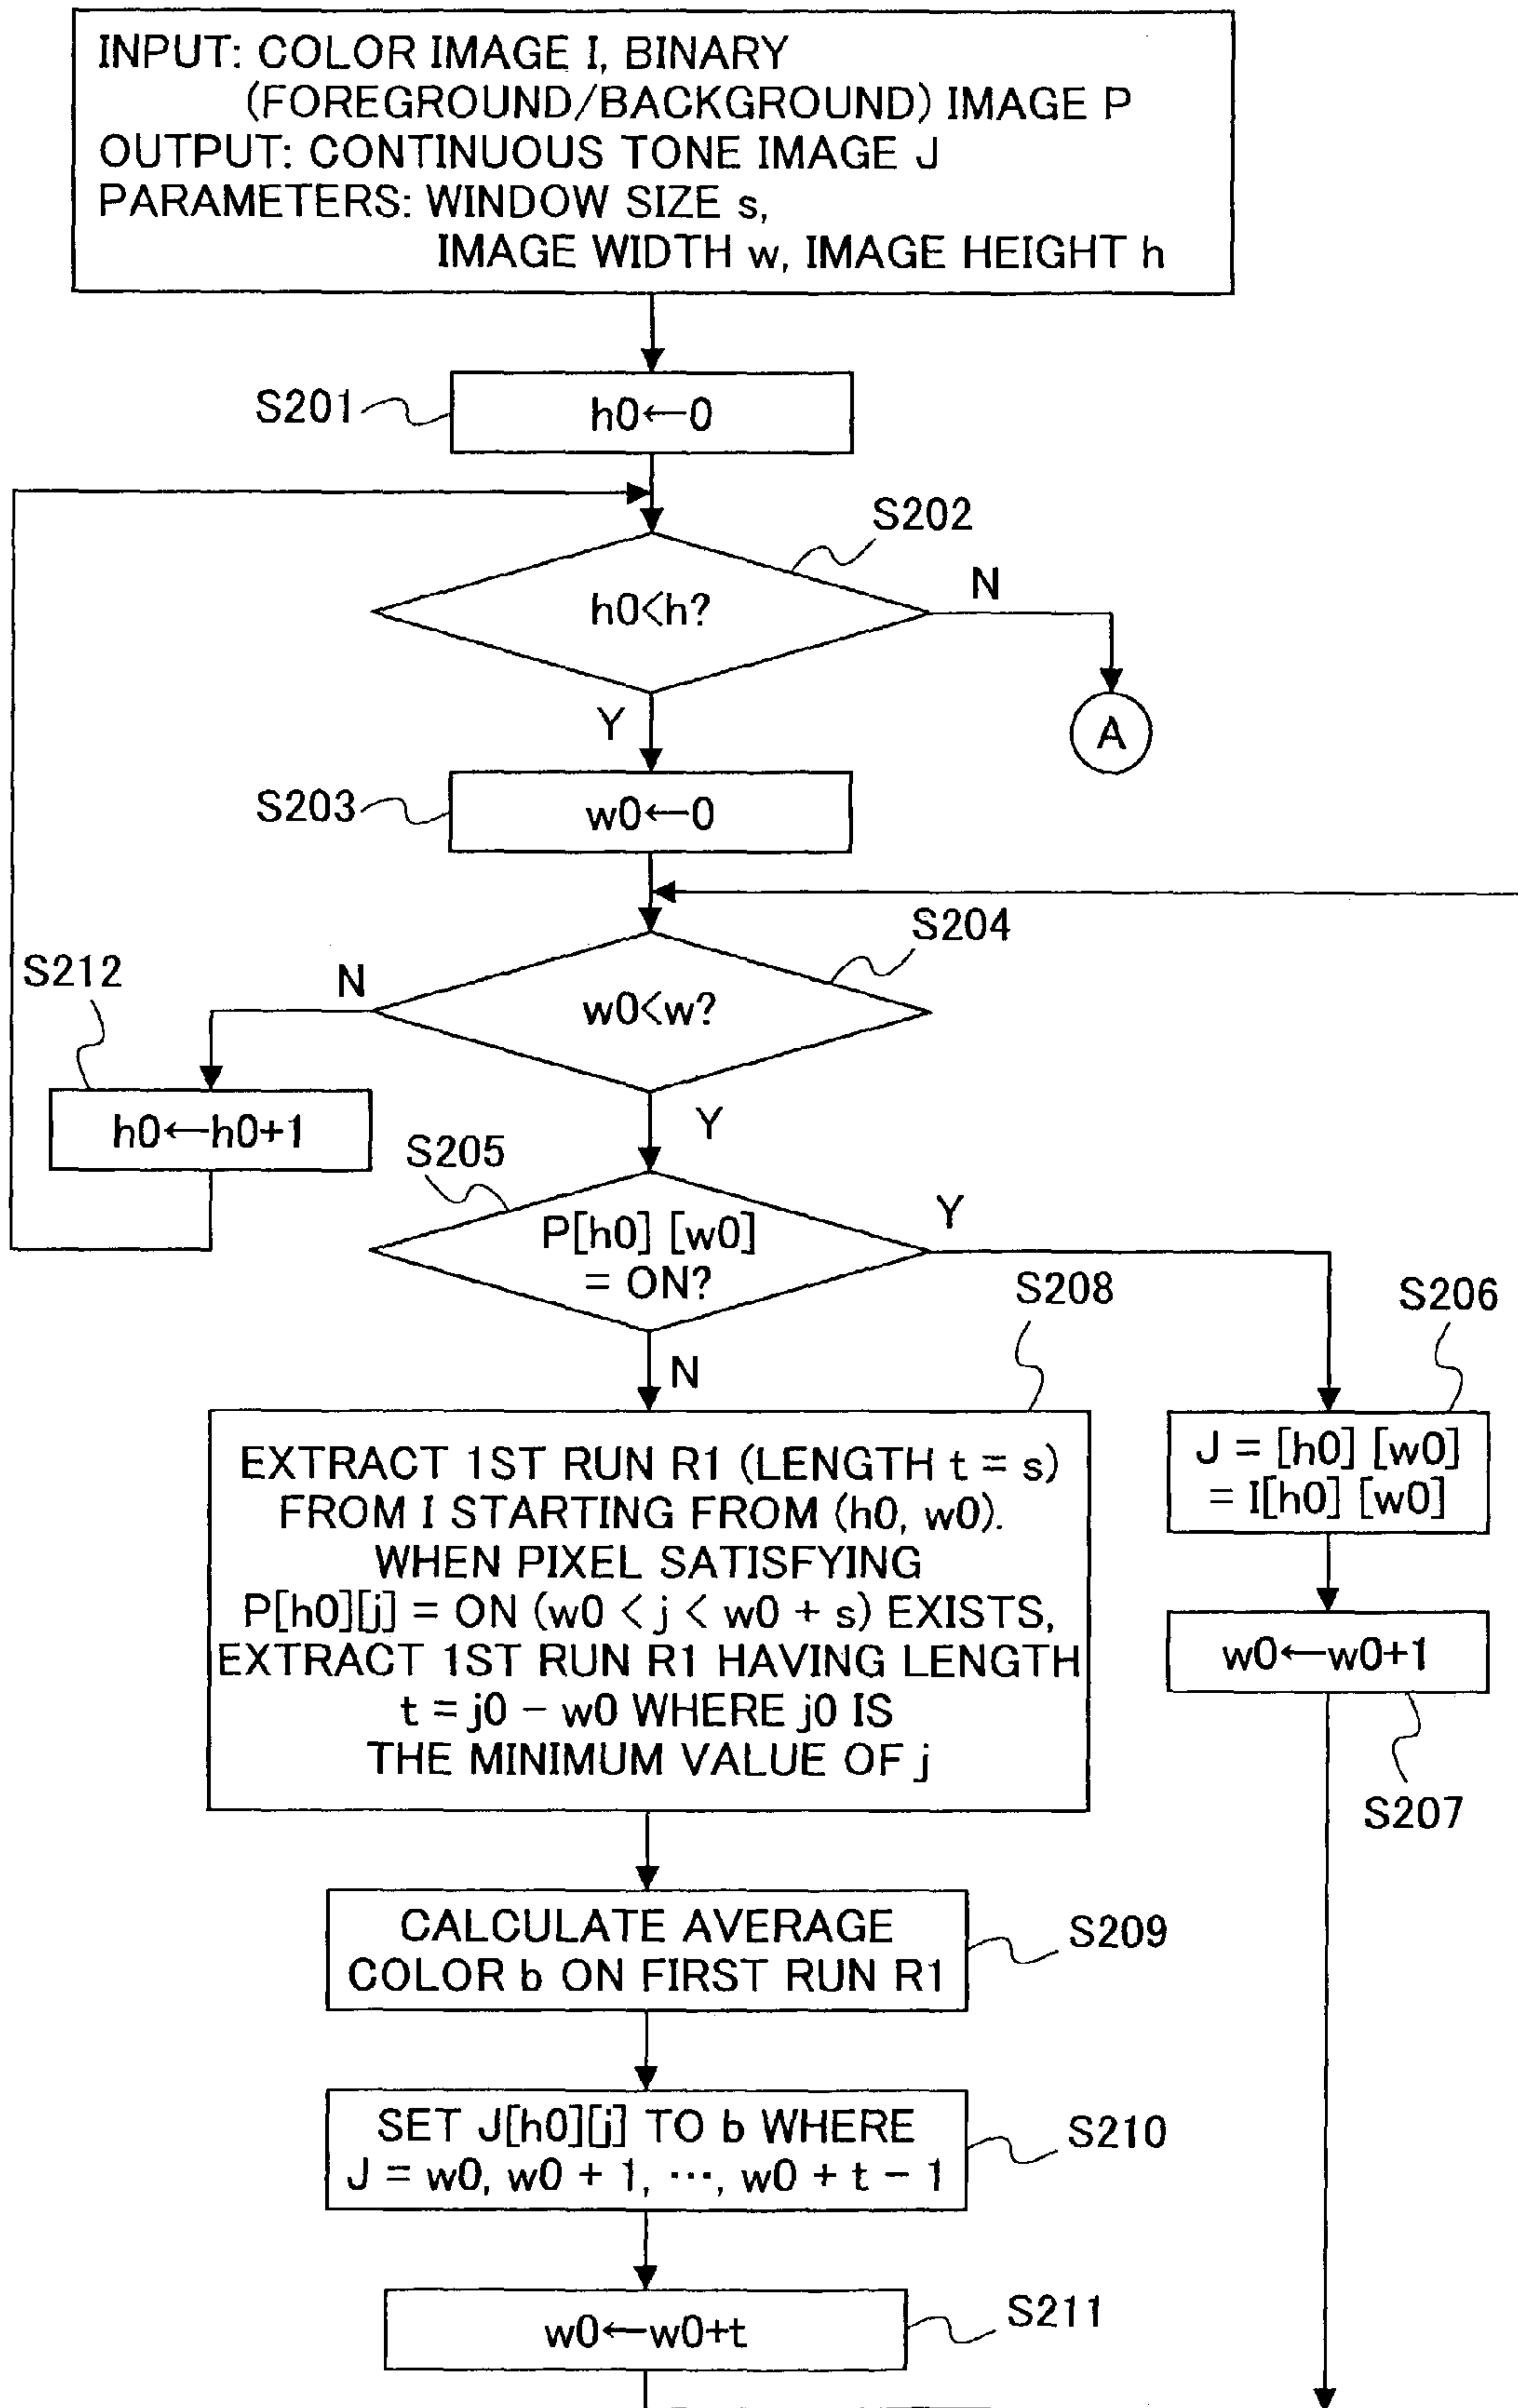 INPUT: COLOR IMAGE I, BINARY
(FOREGROUND/BACKGROUND) IMAGE P
OUTPUT: CONTINUOUS TONE IMAGE J
PARAMETERS: WINDOW SIZE s,
IMAGE WIDTH w, IMAGE HEIGHT h
S201
h0←0
S202
h0<h?
N
A
Y
S203
w0←0
S204
w0<w?
N
S212
h0←h0+1
Y
S205
P[h0] [w0]
= ON?
Y
N
S208
S206
EXTRACT 1ST RUN R1 (LENGTH t = s)
FROM I STARTING FROM (h0, w0).
WHEN PIXEL SATISFYING
P[h0][j] = ON (w0 < j < w0 + s) EXISTS,
EXTRACT 1ST RUN R1 HAVING LENGTH
t = j0 − w0 WHERE j0 IS
THE MINIMUM VALUE OF j
J = [h0] [w0]
= I[h0] [w0]
w0←w0+1
S207
CALCULATE AVERAGE
COLOR b ON FIRST RUN R1
S209
SET J[h0][j] TO b WHERE
J = w0, w0 + 1, ···, w0 + t − 1
S210
w0←w0+t
S211